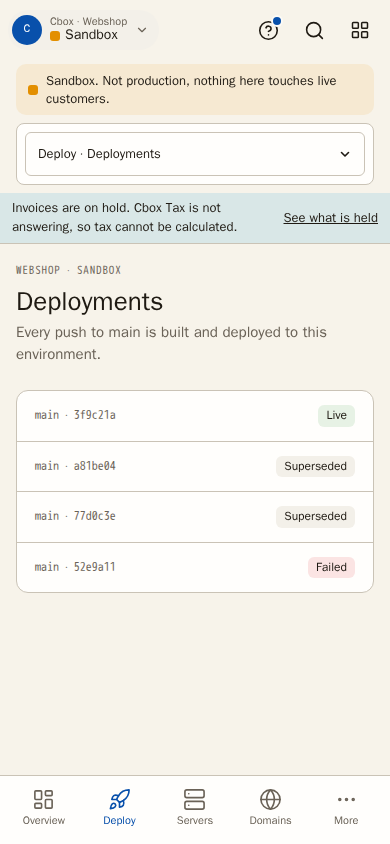 C
Cbox · Webshop
Sandbox
Sandbox. Not production, nothing here touches live
customers.
Deploy · Deployments
Invoices are on hold. Cbox Tax is not
answering, so tax cannot be calculated.
See what is held
WEBSHOP · SANDBOX
Deployments
Every push to main is built and deployed to this
environment.
main · 3f9c21a
Live
main · a81be04
Superseded
main · 77d0c3e
Superseded
main · 52e9a11
Failed
Overview
Deploy
Servers
Domains
More